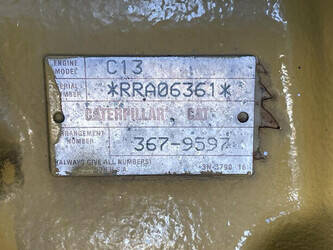 ENGINE MODEL C13
SERIAL NUMBER *RRA06361*
CATERPILLAR, CAT
ARRANGEMENT NUMBER 367-9597
(ALWAYS GIVE ALL NUMBERS)